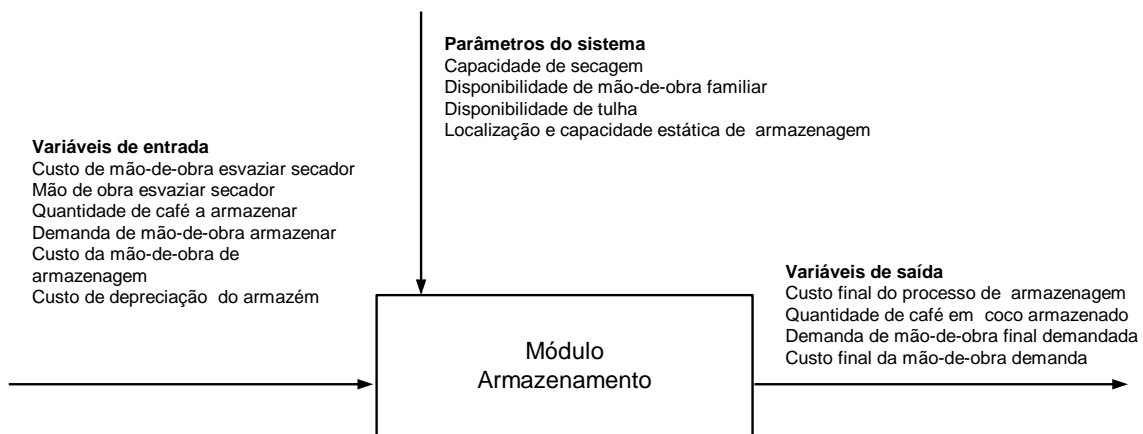 Parâmetros do sistema
Capacidade de secagem
Disponibilidade de mão-de-obra familiar
Disponibilidade de tulha
Localização e capacidade estática de armazenagem
Variáveis de entrada
Custo de mão-de-obra esvaziar secador
Mão de obra esvaziar secador
Quantidade de café a armazenar
Demanda de mão-de-obra armazenar
Custo da mão-de-obra de
armazenagem
Custo de depreciação do armazém
Variáveis de saída
Custo final do processo de armazenagem
Quantidade de café em coco armazenado
Demanda de mão-de-obra final demandada
Custo final da mão-de-obra demanda
Módulo
Armazenamento